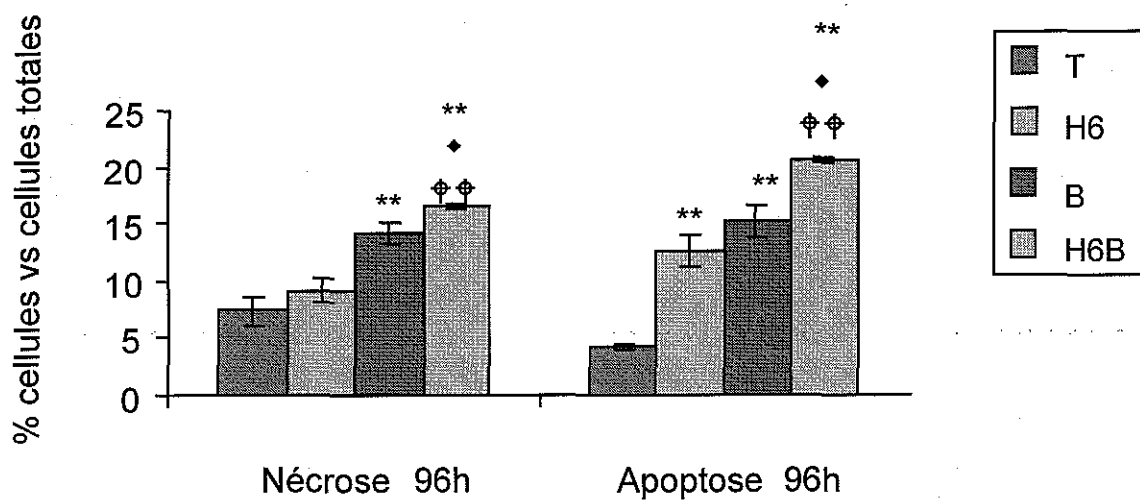 % cellules vs cellules totales
25
20
15
10
5
0
**
◆
⌽⌽
**
**
◆
⌽⌽
**
**
Nécrose 96h
Apoptose 96h
T
H6
B
H6B